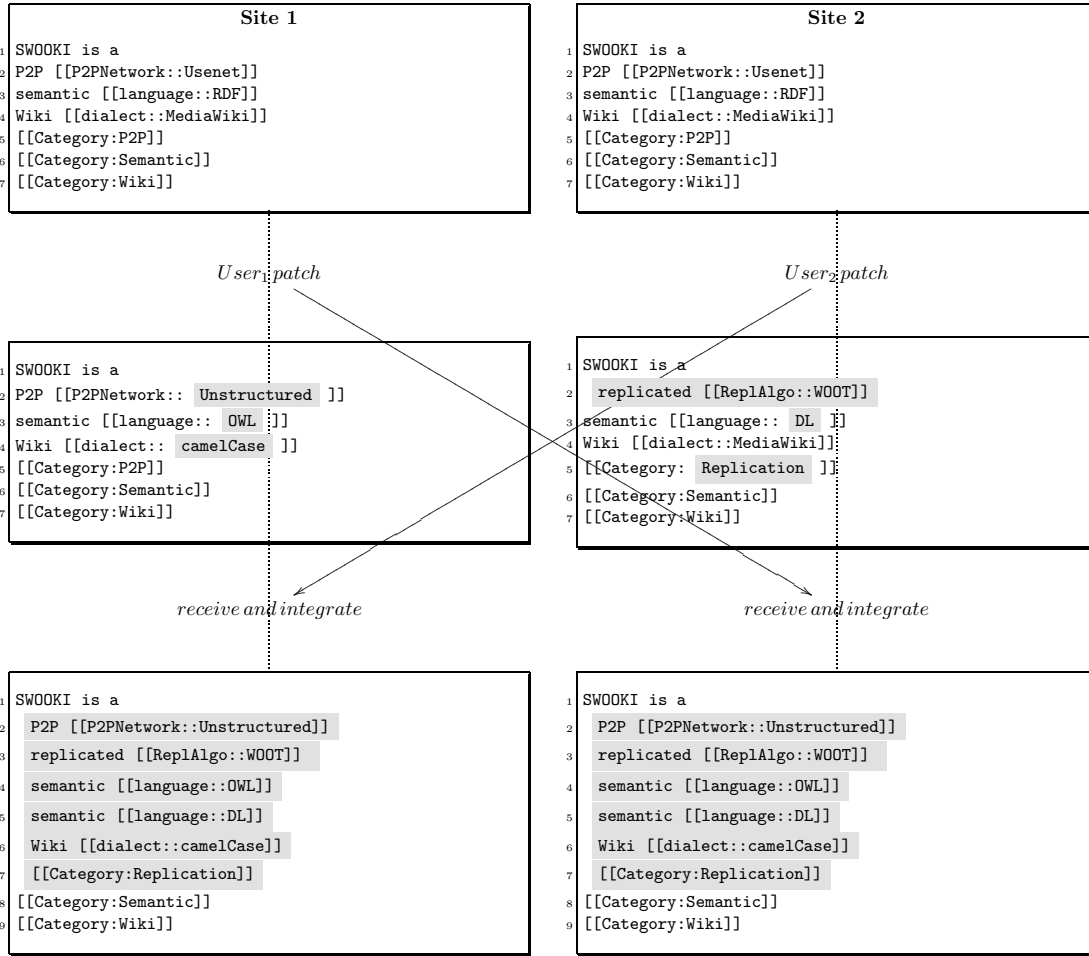 Site 1
1 SWOOKI is a
2 P2P [[P2PNetwork::Usenet]]
3 semantic [[language::RDF]]
4 Wiki [[dialect::MediaWiki]]
5 [[Category:P2P]]
6 [[Category:Semantic]]
7 [[Category:Wiki]]
Site 2
1 SWOOKI is a
2 P2P [[P2PNetwork::Usenet]]
3 semantic [[language::RDF]]
4 Wiki [[dialect::MediaWiki]]
5 [[Category:P2P]]
6 [[Category:Semantic]]
7 [[Category:Wiki]]
User₁ patch
User₂ patch
1 SWOOKI is a
2 P2P [[P2PNetwork:: Unstructured ]]
3 semantic [[language:: OWL ]]
4 Wiki [[dialect:: camelCase ]]
5 [[Category:P2P]]
6 [[Category:Semantic]]
7 [[Category:Wiki]]
1 SWOOKI is a
2 replicated [[ReplAlgo::WOOT]]
3 semantic [[language:: DL ]]
4 Wiki [[dialect::MediaWiki]]
5 [[Category: Replication ]]
6 [[Category:Semantic]]
7 [[Category:Wiki]]
receive and integrate
receive and integrate
1 SWOOKI is a
2 P2P [[P2PNetwork::Unstructured]]
3 replicated [[ReplAlgo::WOOT]]
4 semantic [[language::OWL]]
5 semantic [[language::DL]]
6 Wiki [[dialect::camelCase]]
7 [[Category:Replication]]
8 [[Category:Semantic]]
9 [[Category:Wiki]]
1 SWOOKI is a
2 P2P [[P2PNetwork::Unstructured]]
3 replicated [[ReplAlgo::WOOT]]
4 semantic [[language::OWL]]
5 semantic [[language::DL]]
6 Wiki [[dialect::camelCase]]
7 [[Category:Replication]]
8 [[Category:Semantic]]
9 [[Category:Wiki]]